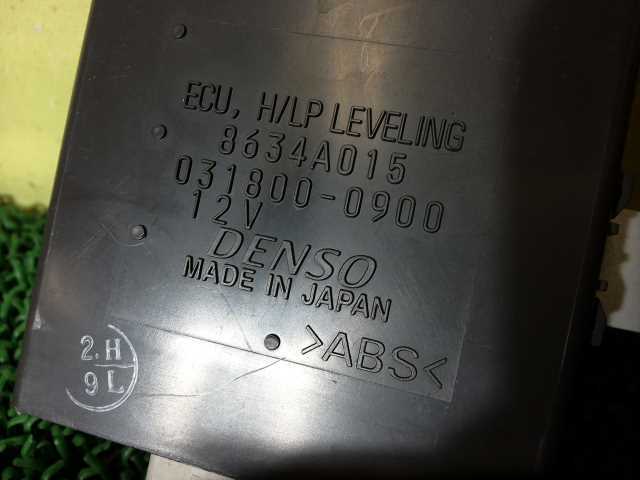 ECU, H/LP LEVELING
8634A015
031800-0900
12V
DENSO
MADE IN JAPAN
>ABS<
2.H
9L